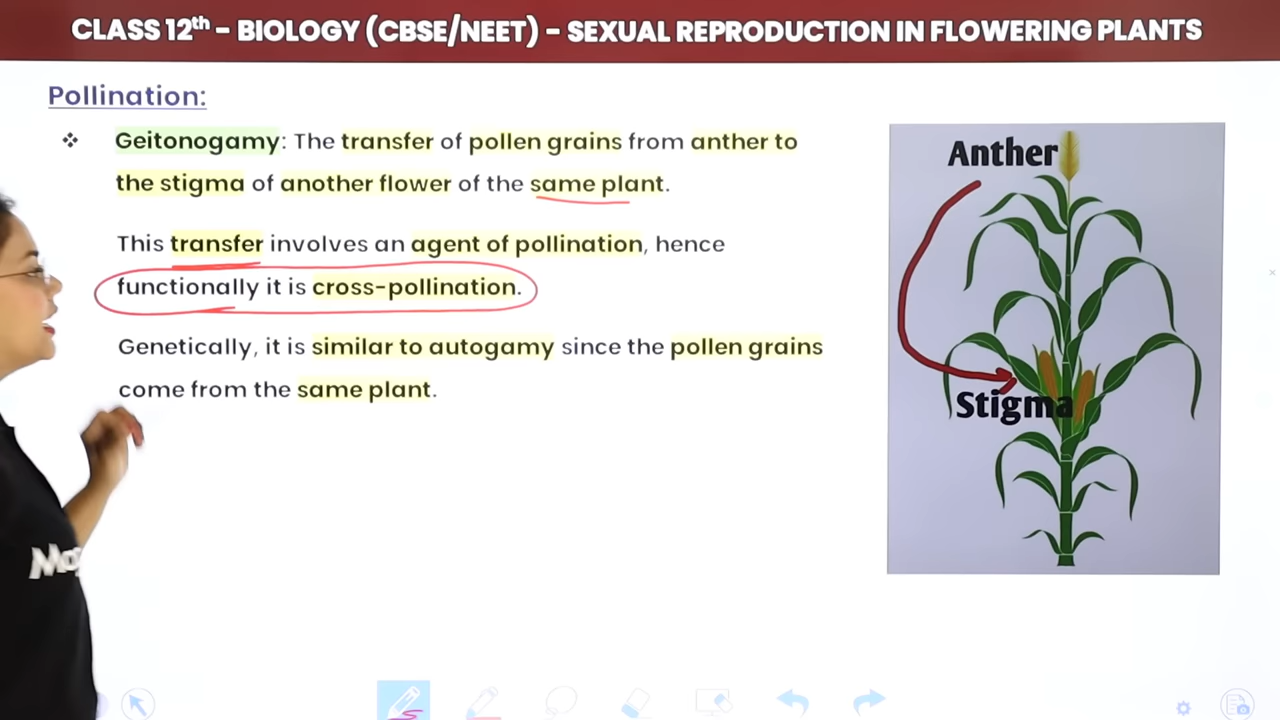 CLASS 12th - BIOLOGY (CBSE/NEET) - SEXUAL REPRODUCTION IN FLOWERING PLANTS
Pollination:
❖ Geitonogamy: The transfer of pollen grains from anther to
the stigma of another flower of the same plant.
This transfer involves an agent of pollination, hence
functionally it is cross-pollination.
Genetically, it is similar to autogamy since the pollen grains
come from the same plant.
Anther
Stigma